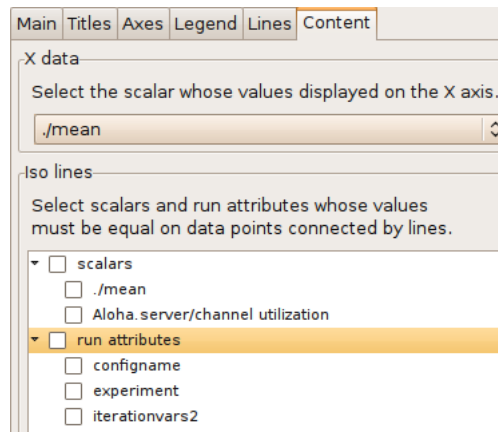 Main Titles Axes Legend Lines Content
X data
Select the scalar whose values displayed on the X axis.
./mean
Iso lines
Select scalars and run attributes whose values
must be equal on data points connected by lines.
scalars
./mean
Aloha.server/channel utilization
run attributes
configname
experiment
iterationvars2